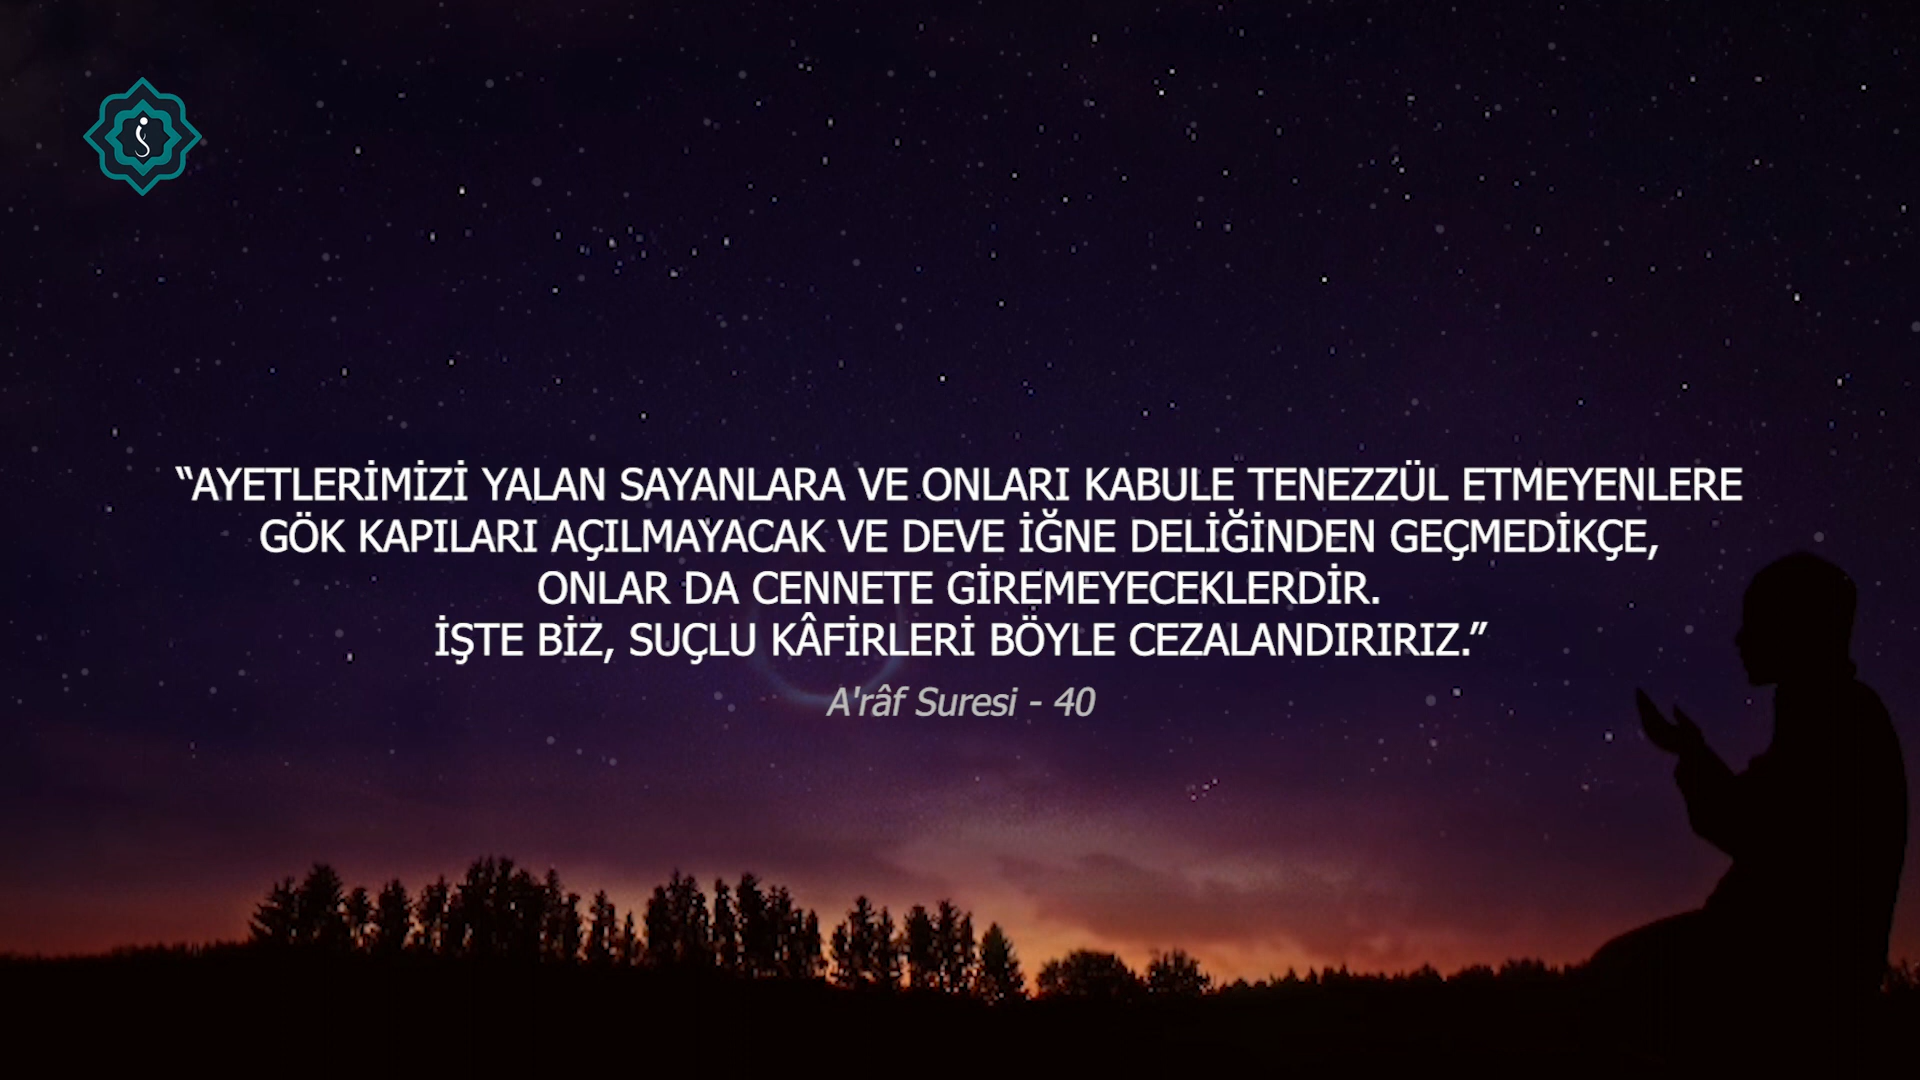 “AYETLERİMİZİ YALAN SAYANLARA VE ONLARI KABULE TENEZZÜL ETMEYENLERE
GÖK KAPILARI AÇILMAYACAK VE DEVE İĞNE DELİĞİNDEN GEÇMEDİKÇE,
ONLAR DA CENNETE GİREMEYECEKLERDİR.
İŞTE BİZ, SUÇLU KÂFİRLERİ BÖYLE CEZALANDIRIRIZ.”
A'râf Suresi - 40